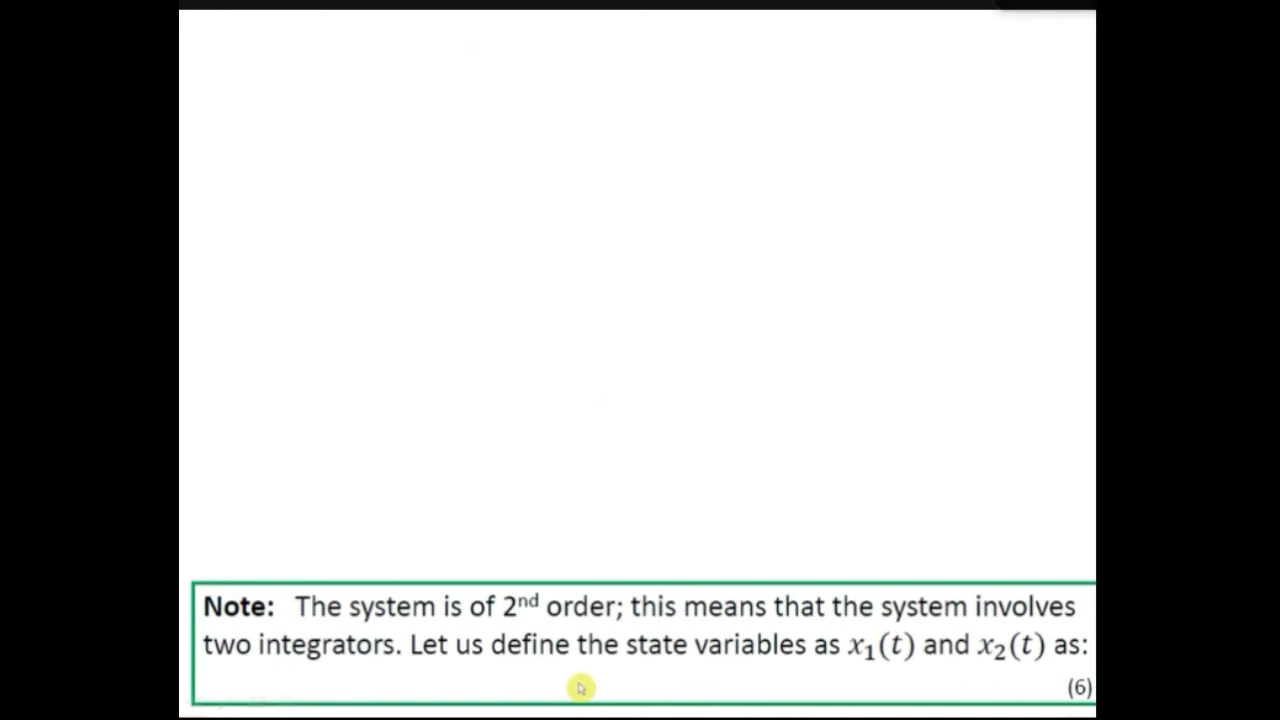 Note: The system is of 2nd order; this means that the system involves
two integrators. Let us define the state variables as x₁(t) and x₂(t) as:
(6)